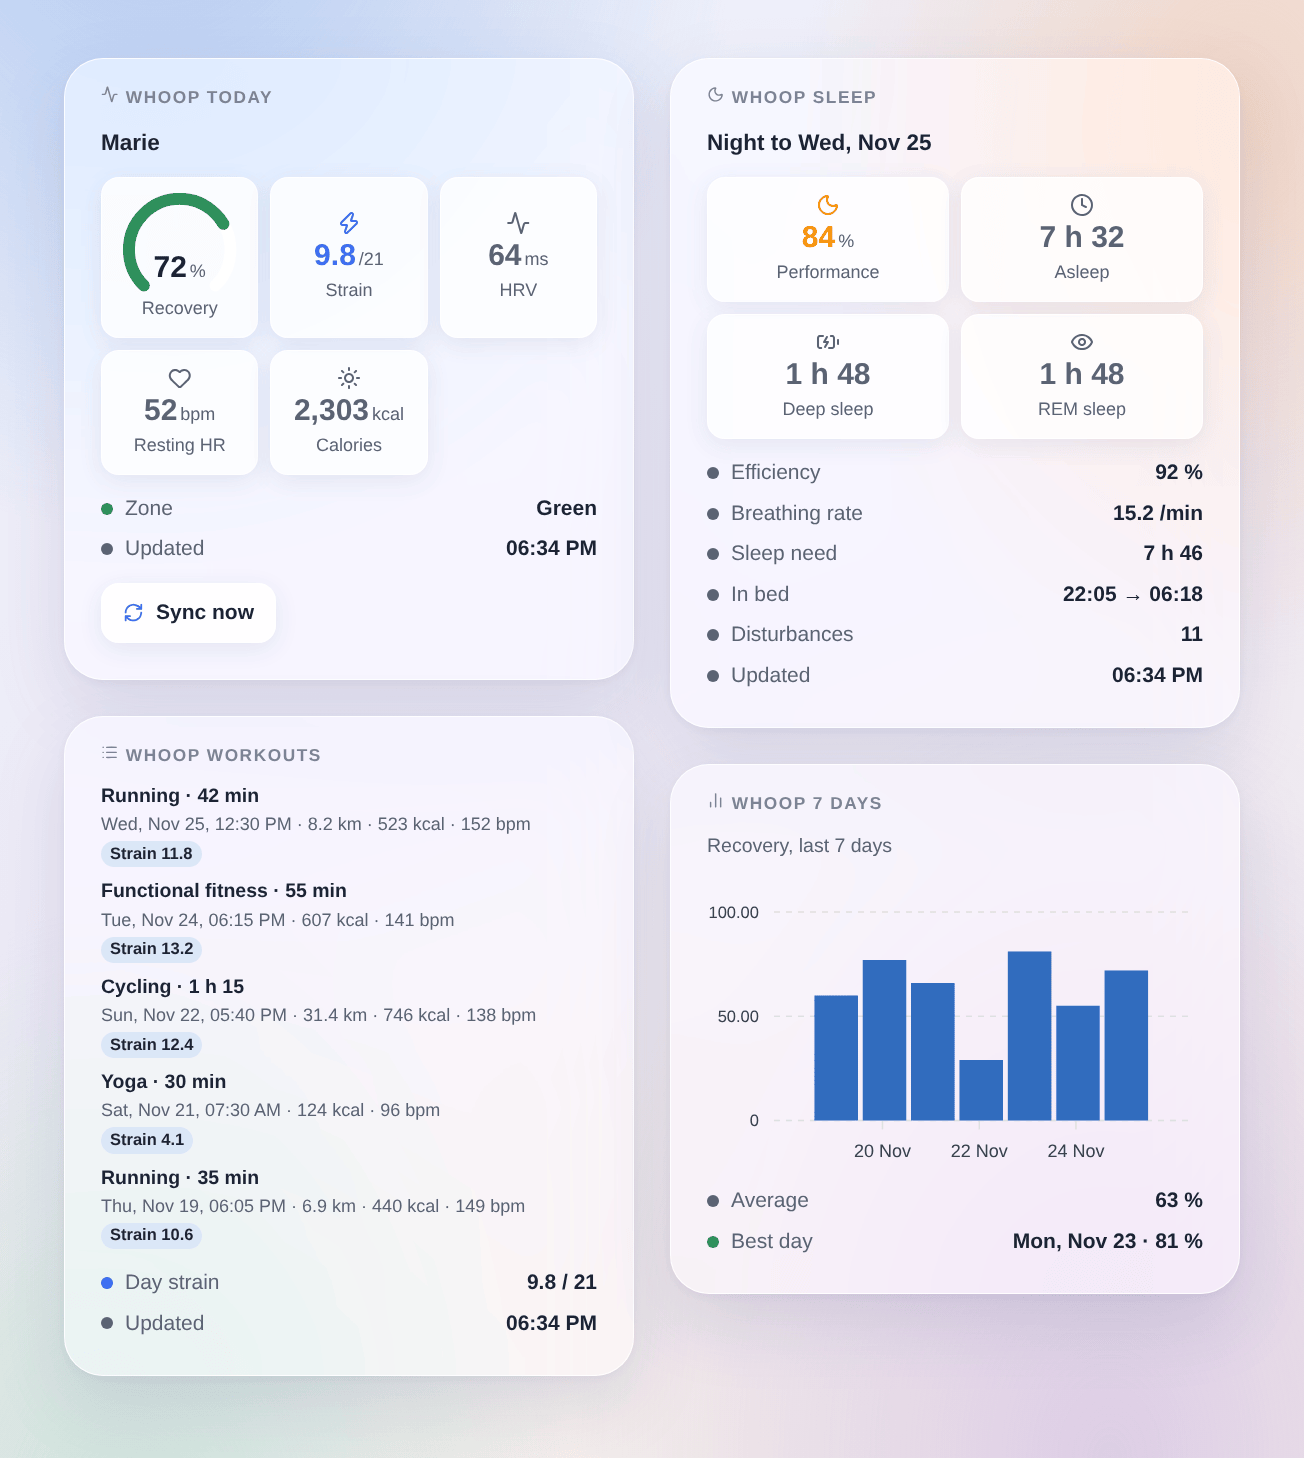 WHOOP TODAY
Marie
72 %
Recovery
9.8 /21
Strain
64 ms
HRV
52 bpm
Resting HR
2,303 kcal
Calories
Zone Green
Updated 06:34 PM
Sync now
WHOOP SLEEP
Night to Wed, Nov 25
84 %
Performance
7 h 32
Asleep
1 h 48
Deep sleep
1 h 48
REM sleep
Efficiency 92 %
Breathing rate 15.2 /min
Sleep need 7 h 46
In bed 22:05 → 06:18
Disturbances 11
Updated 06:34 PM
WHOOP WORKOUTS
Running · 42 min
Wed, Nov 25, 12:30 PM · 8.2 km · 523 kcal · 152 bpm
Strain 11.8
Functional fitness · 55 min
Tue, Nov 24, 06:15 PM · 607 kcal · 141 bpm
Strain 13.2
Cycling · 1 h 15
Sun, Nov 22, 05:40 PM · 31.4 km · 746 kcal · 138 bpm
Strain 12.4
Yoga · 30 min
Sat, Nov 21, 07:30 AM · 124 kcal · 96 bpm
Strain 4.1
Running · 35 min
Thu, Nov 19, 06:05 PM · 6.9 km · 440 kcal · 149 bpm
Strain 10.6
Day strain 9.8 / 21
Updated 06:34 PM
WHOOP 7 DAYS
Recovery, last 7 days
100.00
50.00
0
20 Nov 22 Nov 24 Nov
Average 63 %
Best day Mon, Nov 23 · 81 %